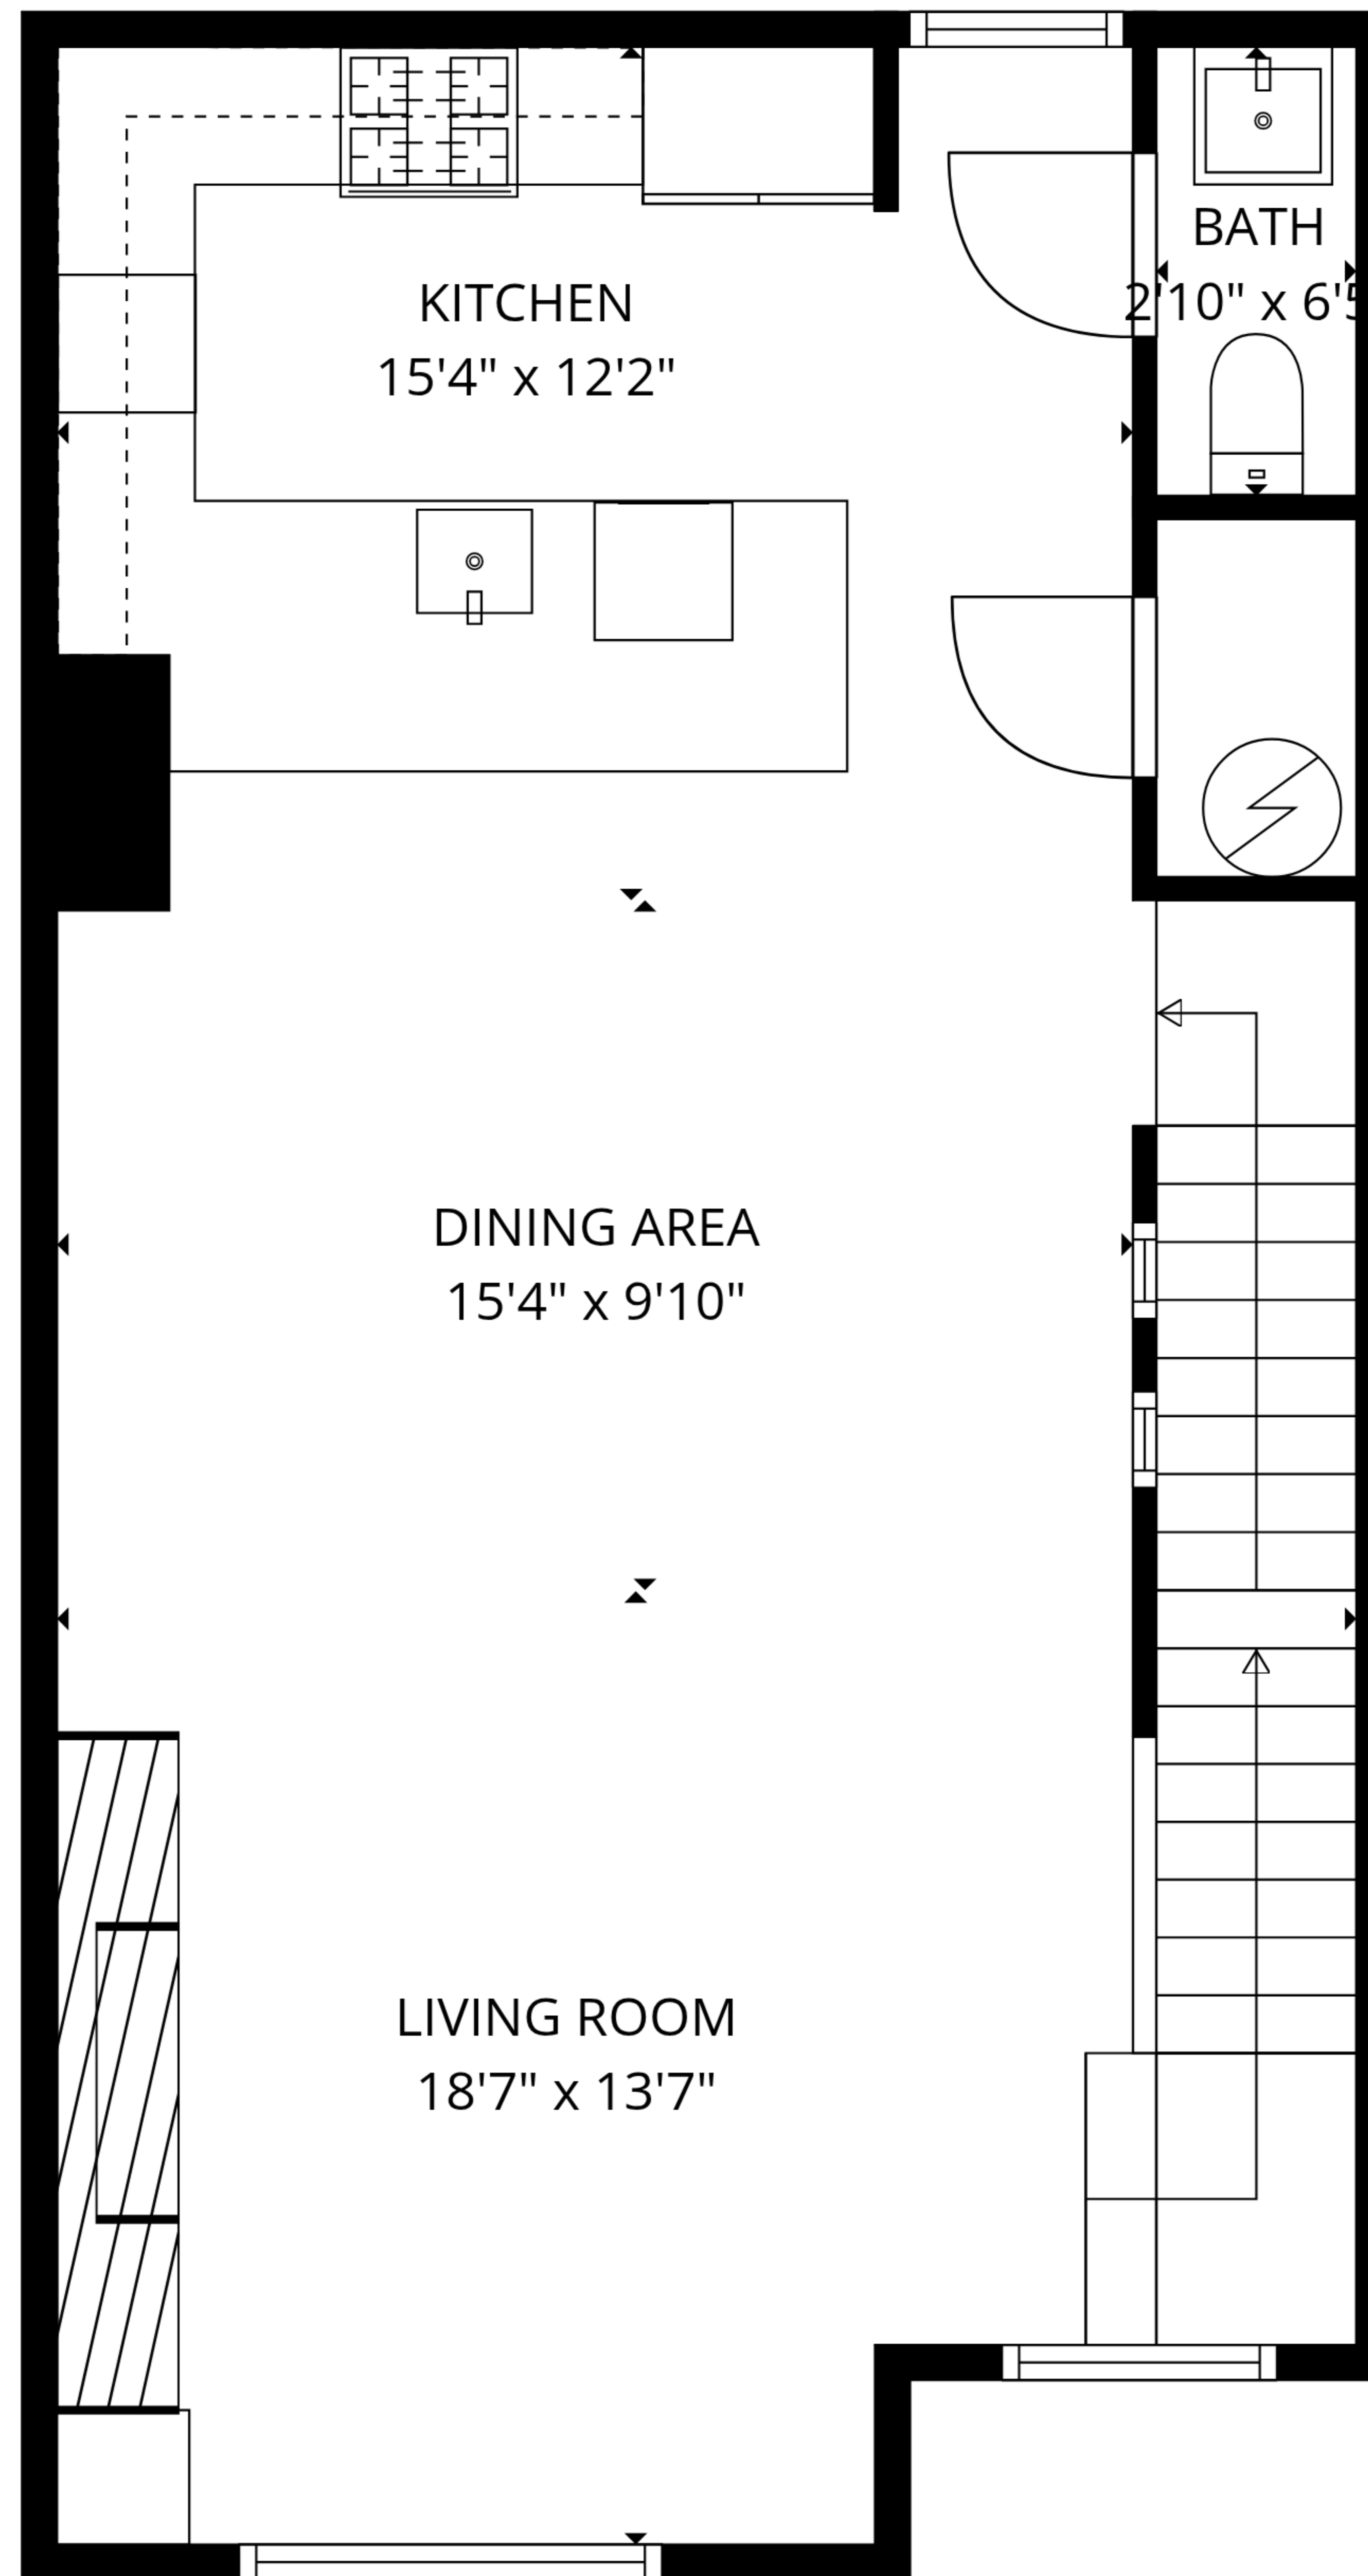 BATH
2'10" x 6'5
KITCHEN
15'4" x 12'2"
DINING AREA
15'4" x 9'10"
LIVING ROOM
18'7" x 13'7"